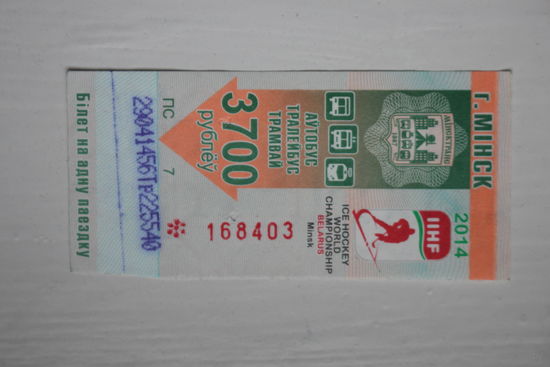 г. МІНСК
МІНСКТРАНС
2014
IIHF
ICE HOCKEY
WORLD
CHAMPIONSHIP
BELARUS
Minsk
АЎТОБУС
ТРАЛЕЙБУС
ТРАМВАЙ
3700
рублёў
168403
ПС 7
290414561P225540
Білет на адну паездку